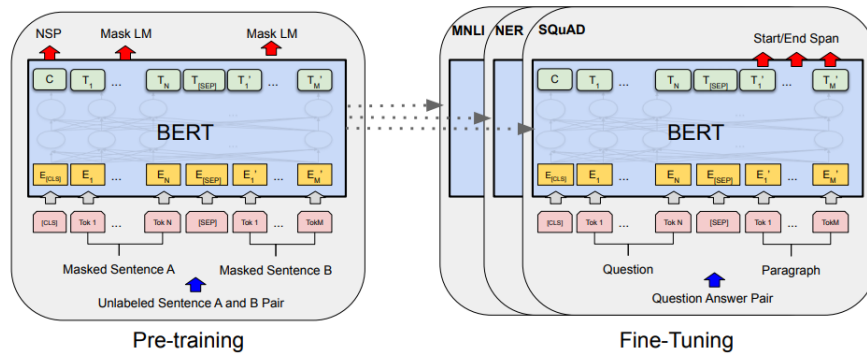 NSP Mask LM Mask LM
C T1 ... TN T[SEP] T1' ... TM'
BERT
E[CLS] E1 ... EN E[SEP] E1' ... EM'
[CLS] Tok 1 ... Tok N [SEP] Tok 1 ... TokM
Masked Sentence A Masked Sentence B
Unlabeled Sentence A and B Pair
Pre-training
MNLI NER SQuAD
Start/End Span
C T1 ... TN T[SEP] T1' ... TM'
BERT
E[CLS] E1 ... EN E[SEP] E1' ... EM'
[CLS] Tok 1 ... Tok N [SEP] Tok 1 ... TokM
Question Paragraph
Question Answer Pair
Fine-Tuning